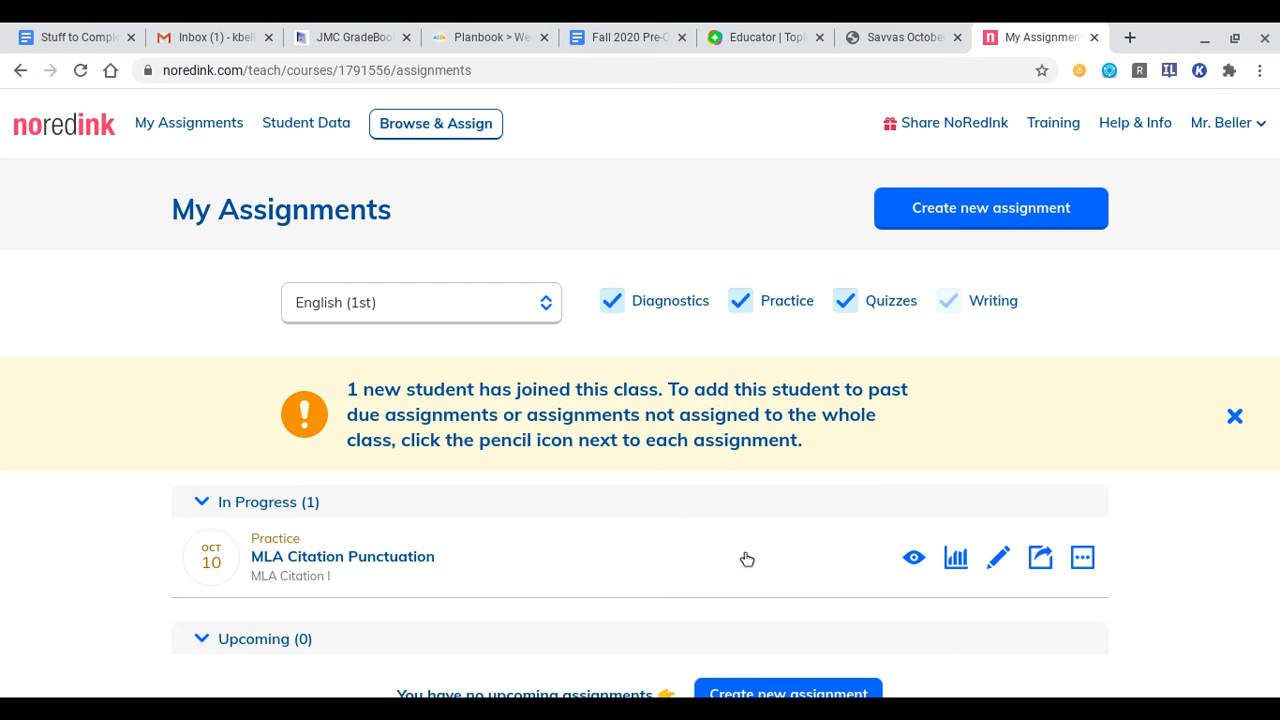 Stuff to Comple
Inbox (1) - kbell
JMC GradeBoo
Planbook > We
Fall 2020 Pre-C
Educator | Topl
Savvas October
My Assignment
noredink.com/teach/courses/1791556/assignments
noredink
My Assignments
Student Data
Browse & Assign
Share NoRedInk
Training
Help & Info
Mr. Beller
My Assignments
Create new assignment
English (1st)
Diagnostics
Practice
Quizzes
Writing
1 new student has joined this class. To add this student to past
due assignments or assignments not assigned to the whole
class, click the pencil icon next to each assignment.
In Progress (1)
OCT
10
Practice
MLA Citation Punctuation
MLA Citation I
Upcoming (0)
You have no upcoming assignments 👉
Create new assignment